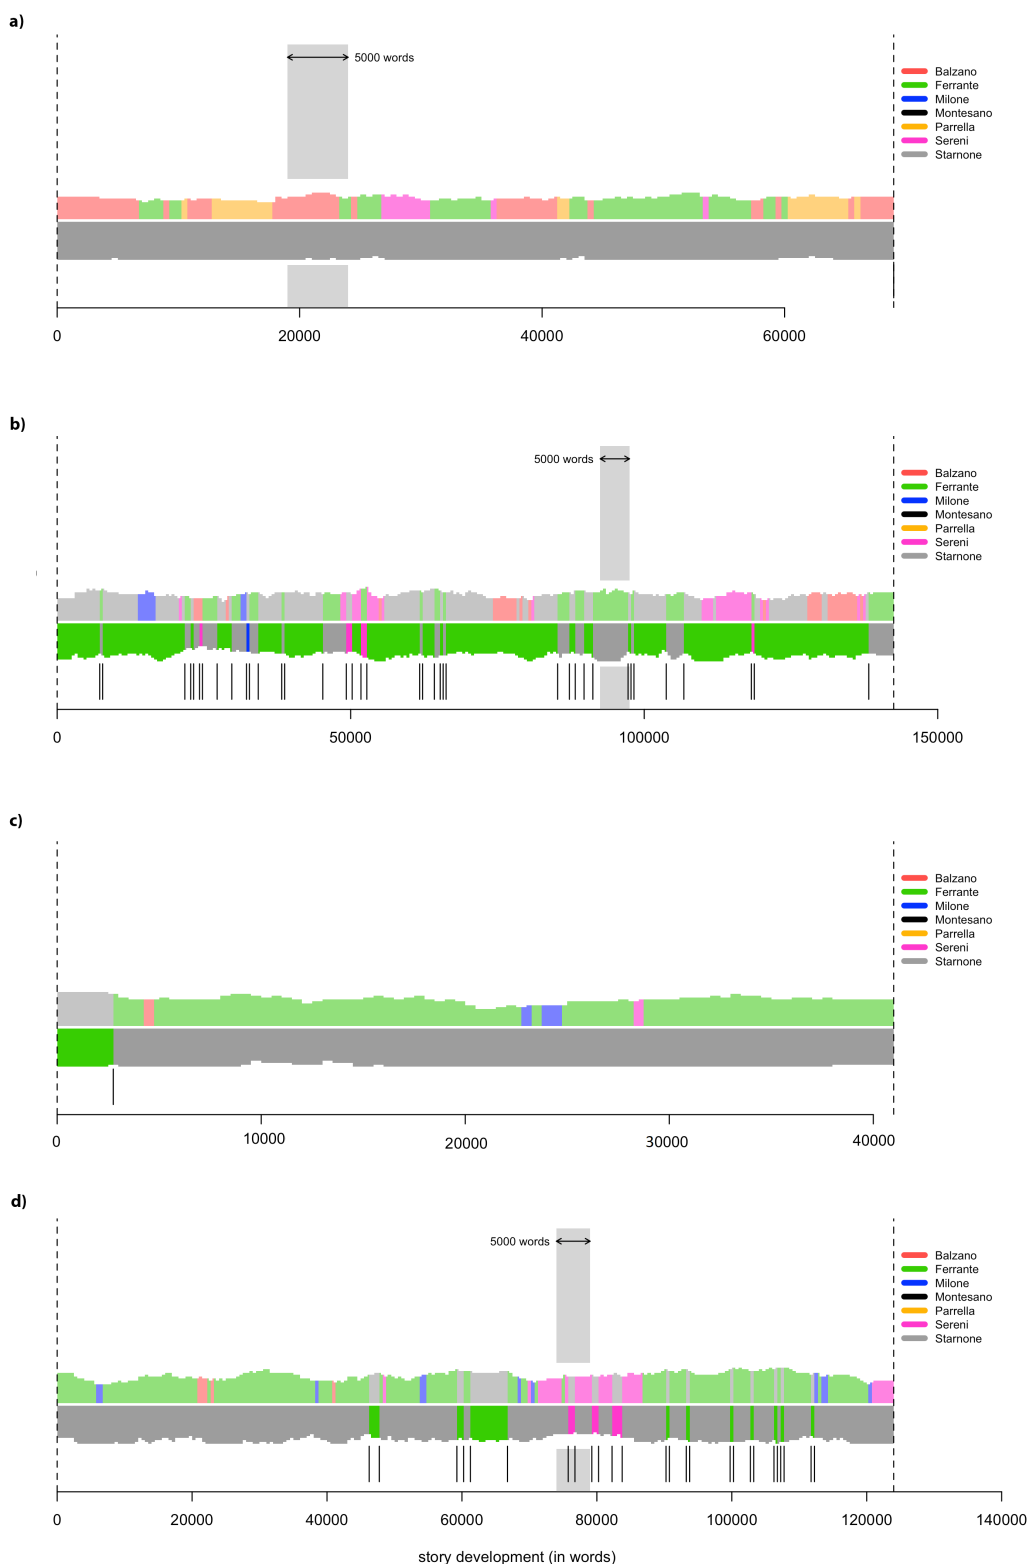 a)
5000 words
Balzano
Ferrante
Milone
Montesano
Parrella
Sereni
Starnone
0 20000 40000 60000
b)
5000 words
Balzano
Ferrante
Milone
Montesano
Parrella
Sereni
Starnone
0 50000 100000 150000
c)
Balzano
Ferrante
Milone
Montesano
Parrella
Sereni
Starnone
0 10000 20000 30000 40000
d)
5000 words
Balzano
Ferrante
Milone
Montesano
Parrella
Sereni
Starnone
0 20000 40000 60000 80000 100000 120000 140000
story development (in words)